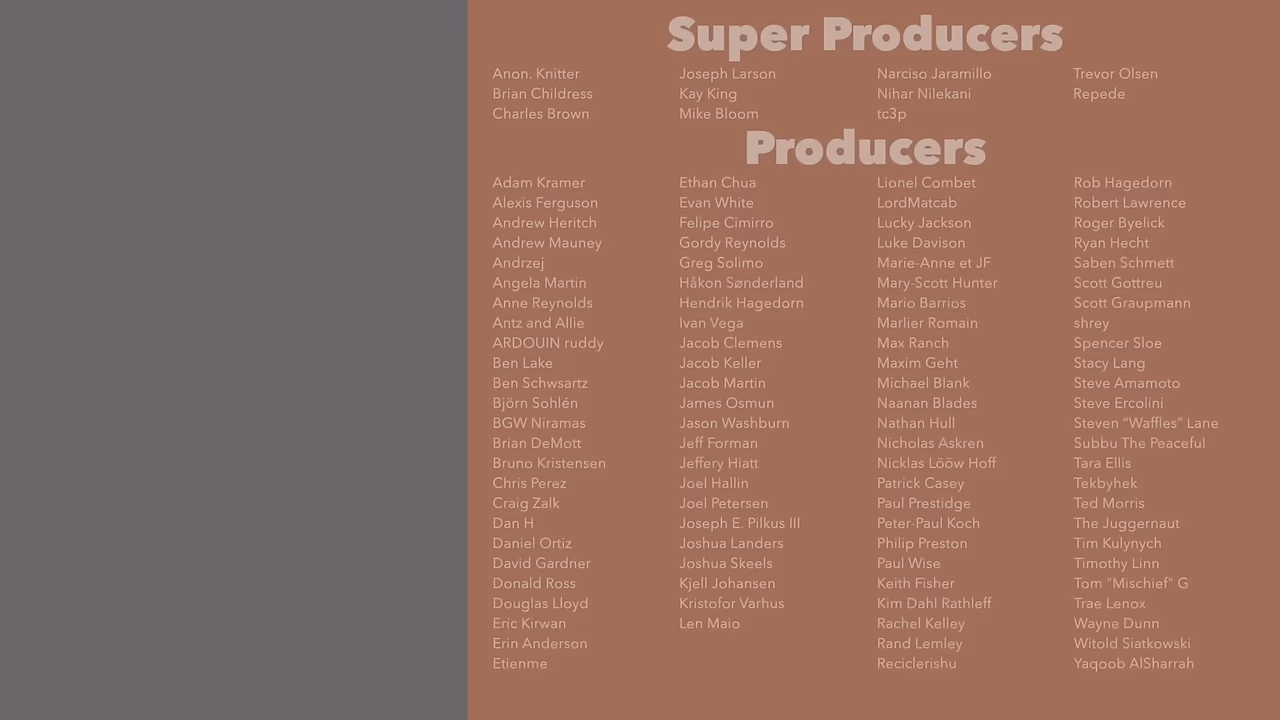 Super Producers
Anon. Knitter
Brian Childress
Charles Brown
Joseph Larson
Kay King
Mike Bloom
Narciso Jaramillo
Nihar Nilekani
tc3p
Trevor Olsen
Repede
Producers
Adam Kramer
Alexis Ferguson
Andrew Heritch
Andrew Mauney
Andrzej
Angela Martin
Anne Reynolds
Antz and Allie
ARDOUIN ruddy
Ben Lake
Ben Schwsartz
Björn Sohlén
BGW Niramas
Brian DeMott
Bruno Kristensen
Chris Perez
Craig Zalk
Dan H
Daniel Ortiz
David Gardner
Donald Ross
Douglas Lloyd
Eric Kirwan
Erin Anderson
Etienme
Ethan Chua
Evan White
Felipe Cimirro
Gordy Reynolds
Greg Solimo
Håkon Sønderland
Hendrik Hagedorn
Ivan Vega
Jacob Clemens
Jacob Keller
Jacob Martin
James Osmun
Jason Washburn
Jeff Forman
Jeffery Hiatt
Joel Hallin
Joel Petersen
Joseph E. Pilkus III
Joshua Landers
Joshua Skeels
Kjell Johansen
Kristofor Varhus
Len Maio
Lionel Combet
LordMatcab
Lucky Jackson
Luke Davison
Marie-Anne et JF
Mary-Scott Hunter
Mario Barrios
Marlier Romain
Max Ranch
Maxim Geht
Michael Blank
Naanan Blades
Nathan Hull
Nicholas Askren
Nicklas Lööw Hoff
Patrick Casey
Paul Prestidge
Peter-Paul Koch
Philip Preston
Paul Wise
Keith Fisher
Kim Dahl Rathleff
Rachel Kelley
Rand Lemley
Reciclerishu
Rob Hagedorn
Robert Lawrence
Roger Byelick
Ryan Hecht
Saben Schmett
Scott Gottreu
Scott Graupmann
shrey
Spencer Sloe
Stacy Lang
Steve Amamoto
Steve Ercolini
Steven "Waffles" Lane
Subbu The Peaceful
Tara Ellis
Tekbyhek
Ted Morris
The Juggernaut
Tim Kulynych
Timothy Linn
Tom "Mischief" G
Trae Lenox
Wayne Dunn
Witold Siatkowski
Yaqoob AlSharrah